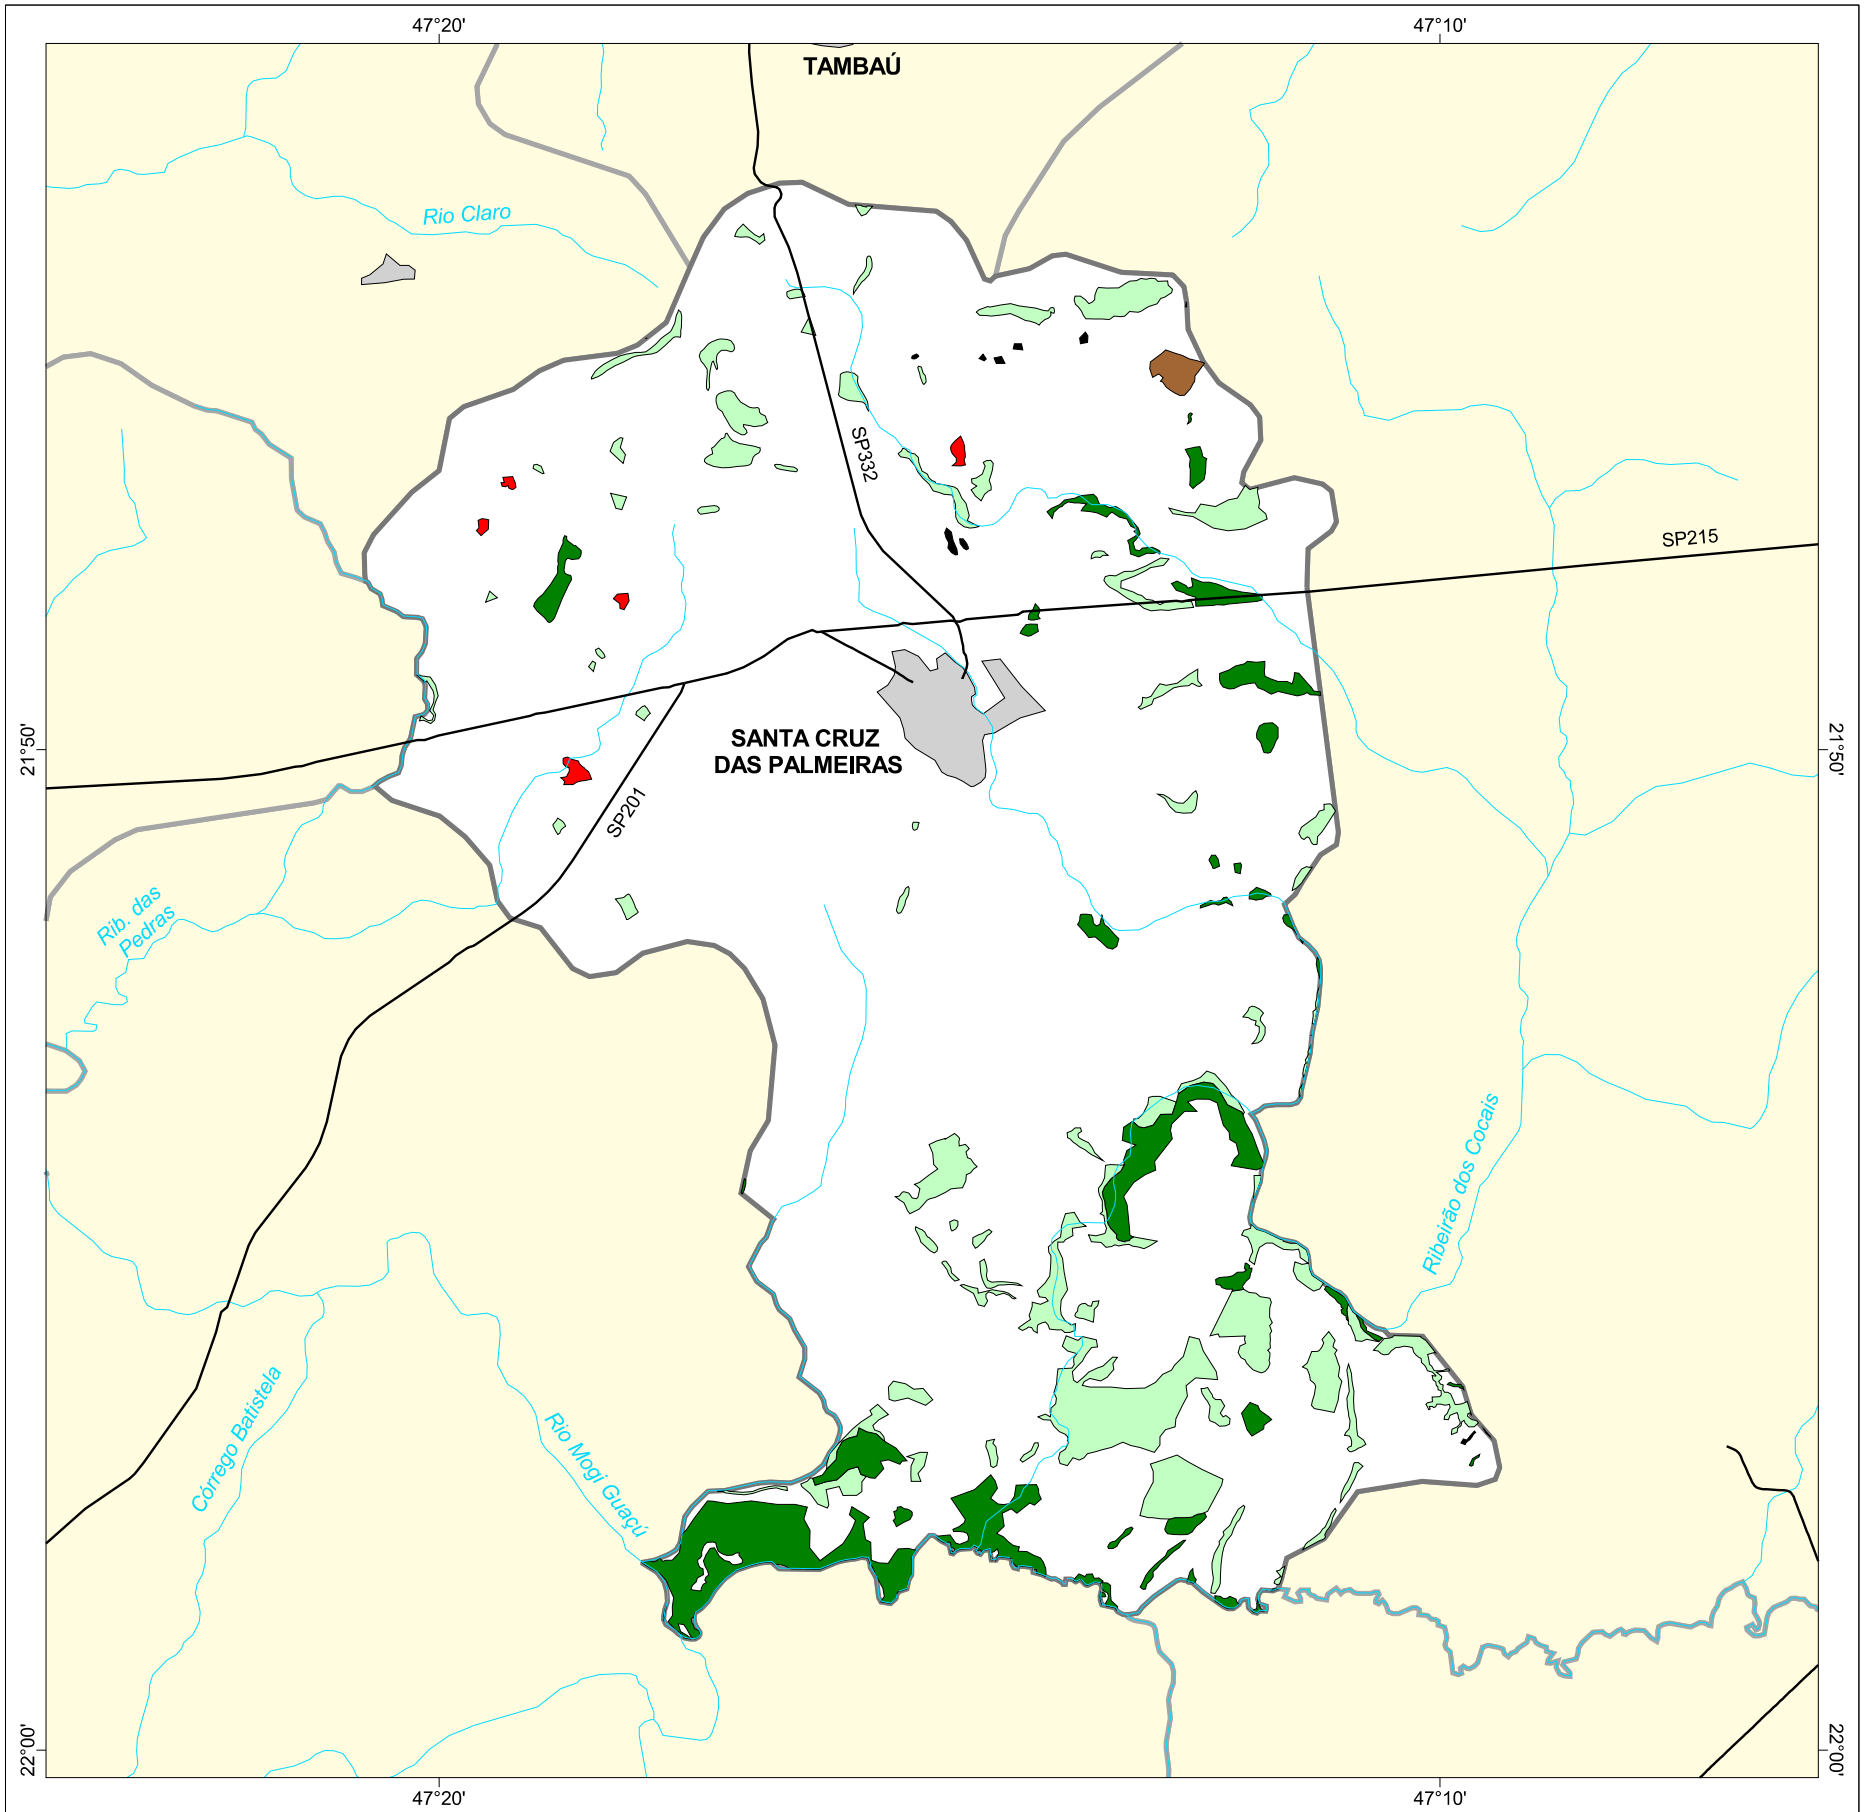 47°20'
47°10'
TAMBAÚ
Rio Claro
SP332
SP215
21°50'
SANTA CRUZ
DAS PALMEIRAS
21°50'
SP201
Rib. das
Pedras
Ribeirão dos Cocais
Córrego Batistela
Rio Mogi Guaçú
22°00'
22°00'
47°20'
47°10'